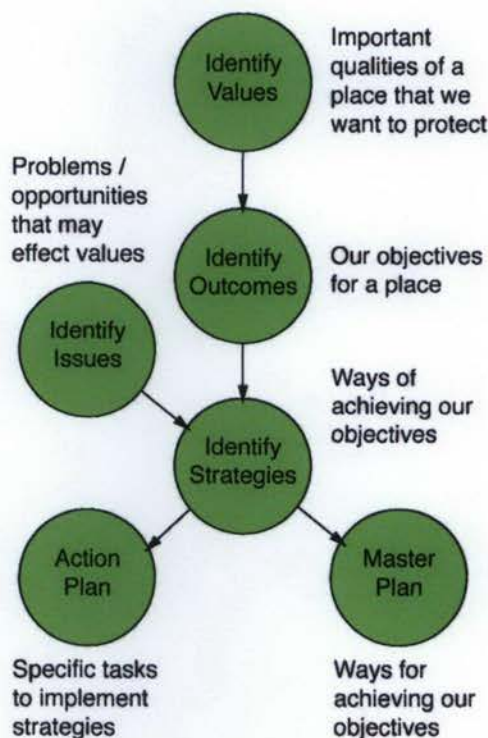 Identify
Values
Important
qualities of a
place that we
want to protect
Problems /
opportunities
that may
effect values
Identify
Outcomes
Our objectives
for a place
Identify
Issues
Ways of
achieving our
objectives
Identify
Strategies
Action
Plan
Master
Plan
Specific tasks
to implement
strategies
Ways for
achieving our
objectives